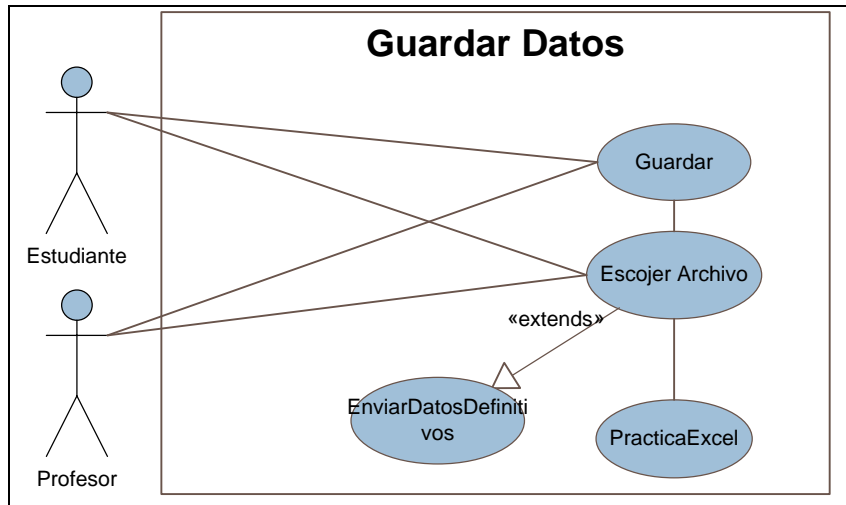 Guardar Datos
Guardar
Estudiante
Escojer Archivo
«extends»
EnviarDatosDefiniti
vos
PracticaExcel
Profesor